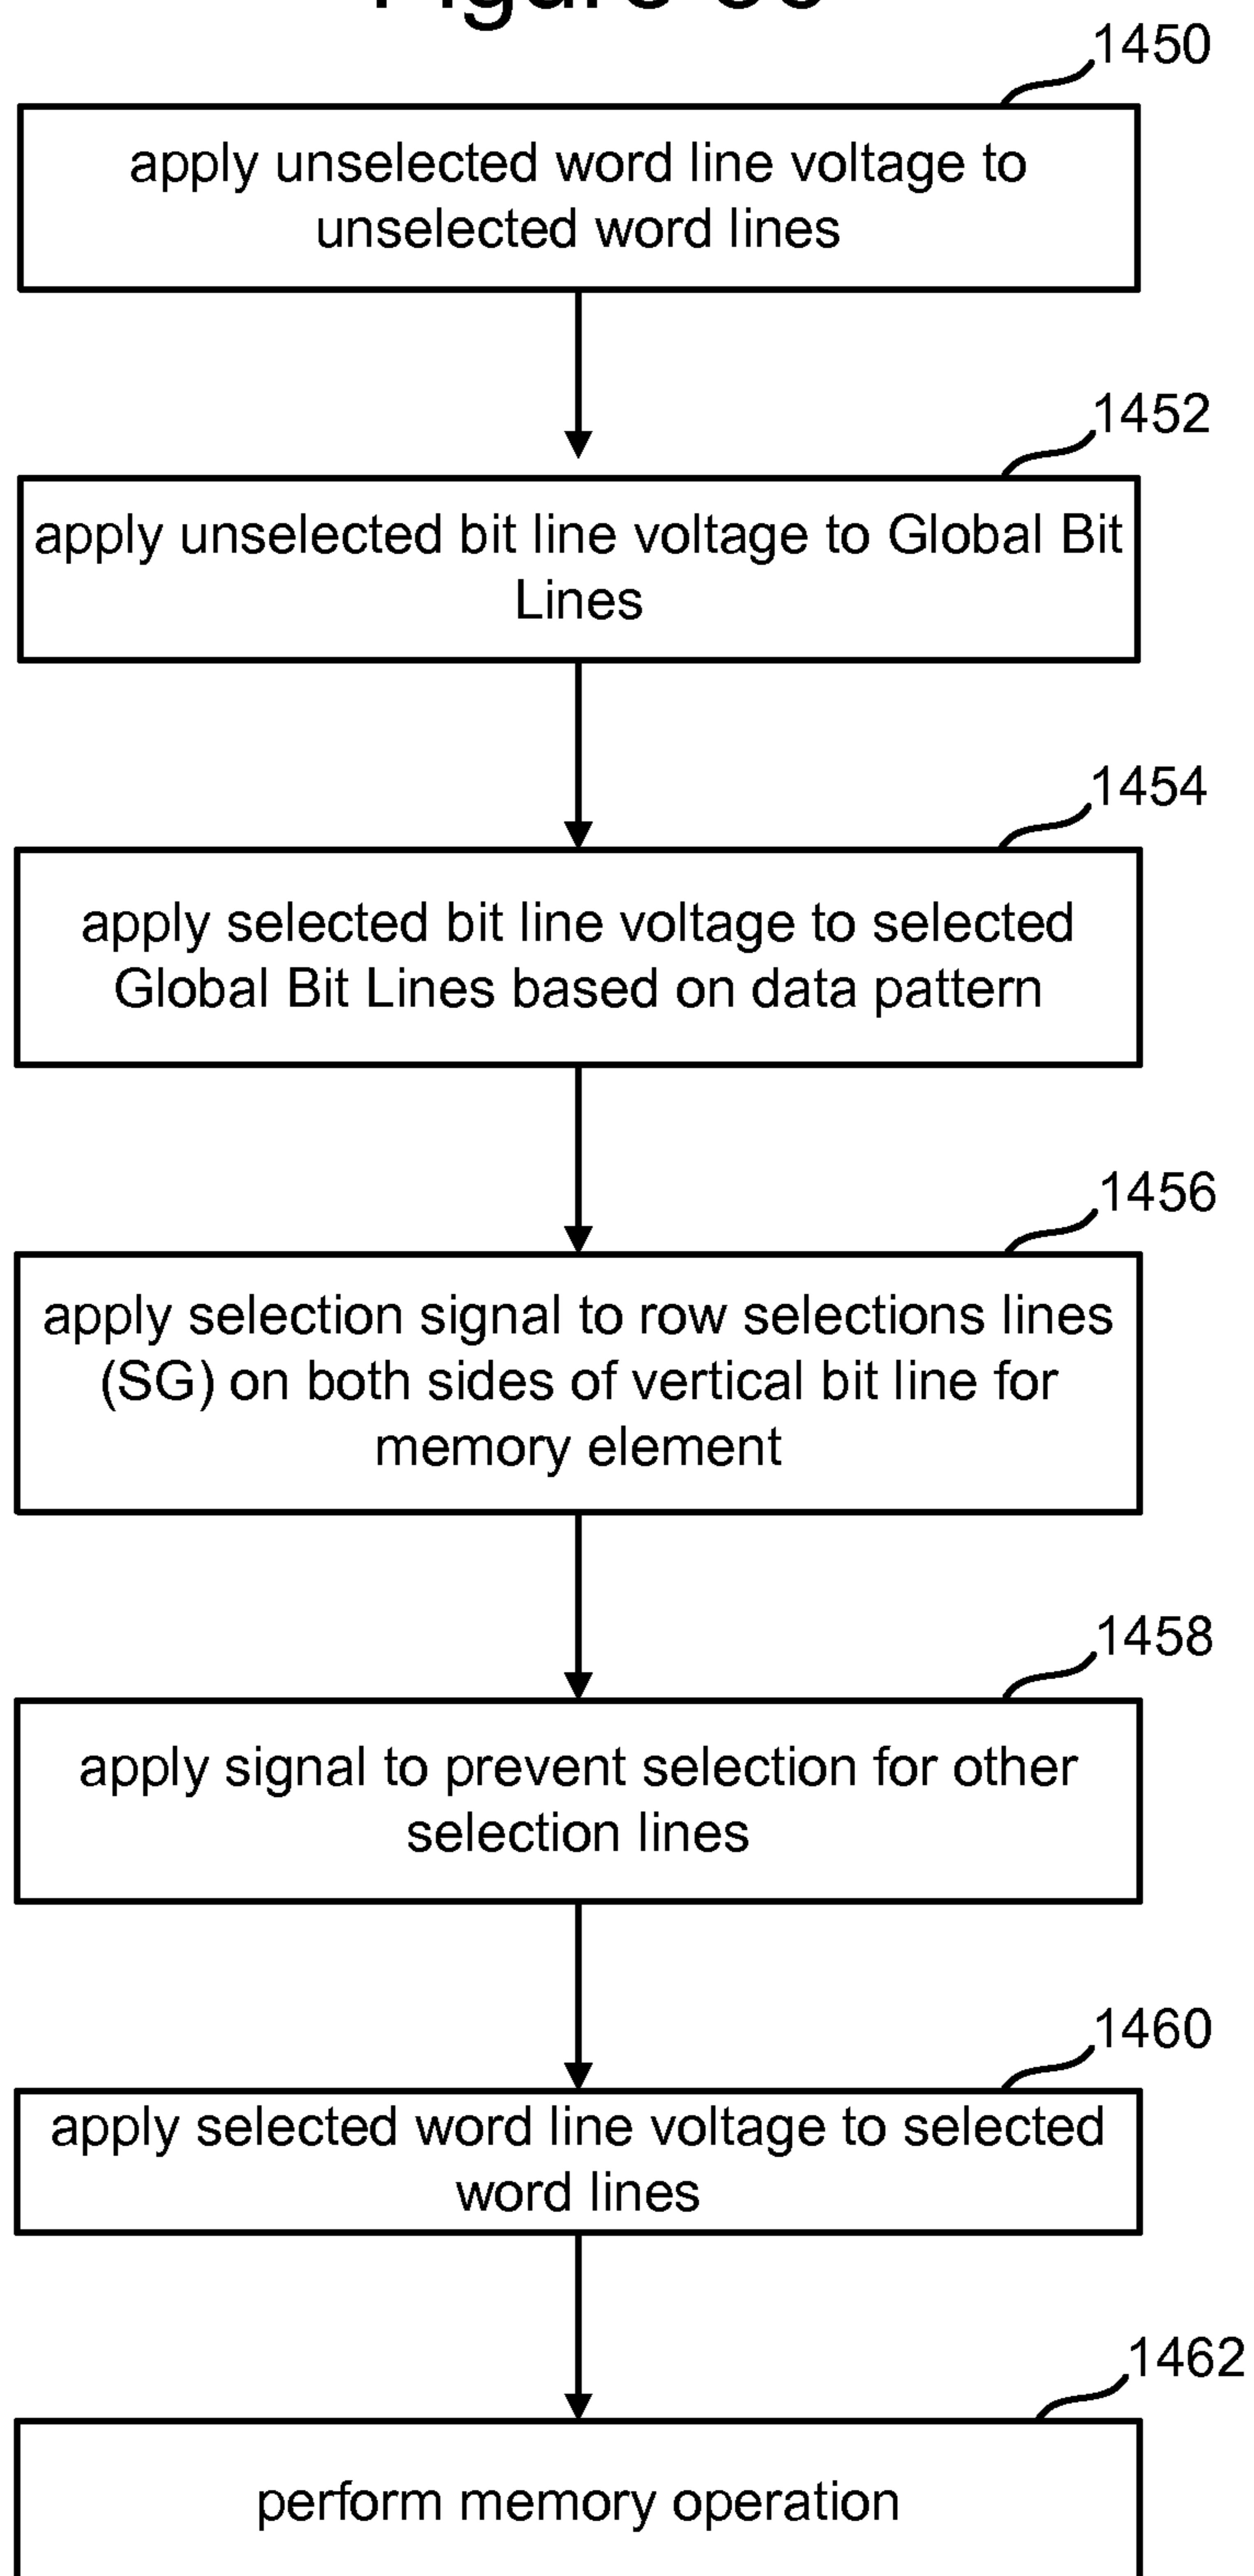 1450
apply unselected word line voltage to
unselected word lines
1452
apply unselected bit line voltage to Global Bit
Lines
1454
apply selected bit line voltage to selected
Global Bit Lines based on data pattern
1456
apply selection signal to row selections lines
(SG) on both sides of vertical bit line for
memory element
1458
apply signal to prevent selection for other
selection lines
1460
apply selected word line voltage to selected
word lines
1462
perform memory operation